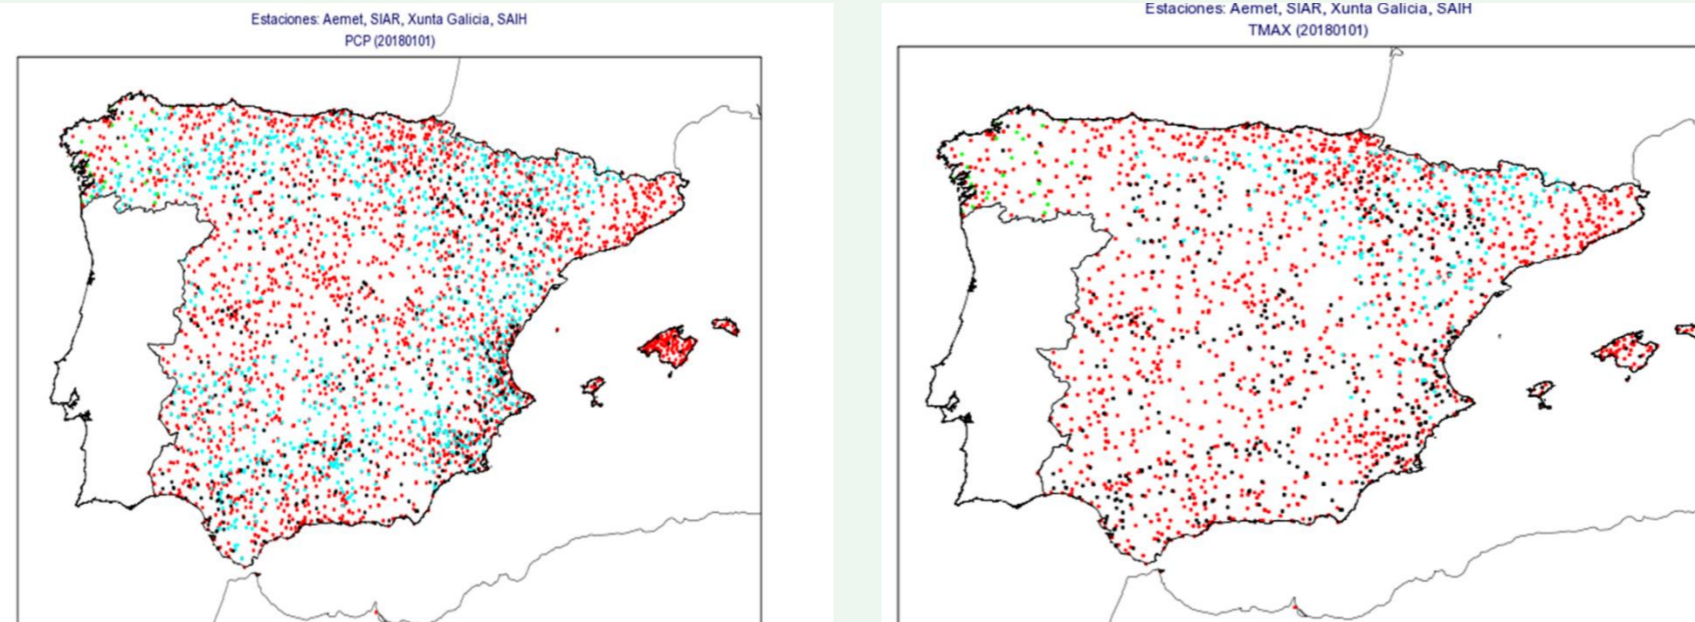 Estaciones: Aemet, SIAR, Xunta Galicia, SAIH
PCP (20180101)
Estaciones: Aemet, SIAR, Xunta Galicia, SAIH
TMAX (20180101)